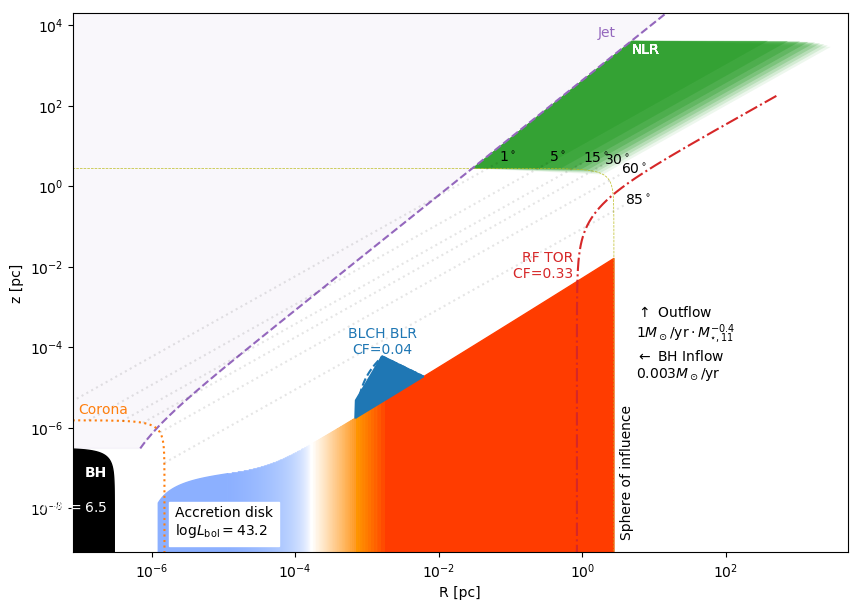 10⁴
10²
10⁰
10⁻²
10⁻⁴
10⁻⁶
10⁻⁸
z [pc]
Jet
NLR
1°
5°
15°
30°
60°
85°
RF TOR
CF=0.33
BLCH BLR
CF=0.04
↑ Outflow
1M⊙/yr · M⋆,11^−0.4
← BH Inflow
0.003M⊙/yr
Corona
BH
= 6.5
Accretion disk
logL_bol = 43.2
Sphere of influence
10⁻⁶
10⁻⁴
10⁻²
10⁰
10²
R [pc]